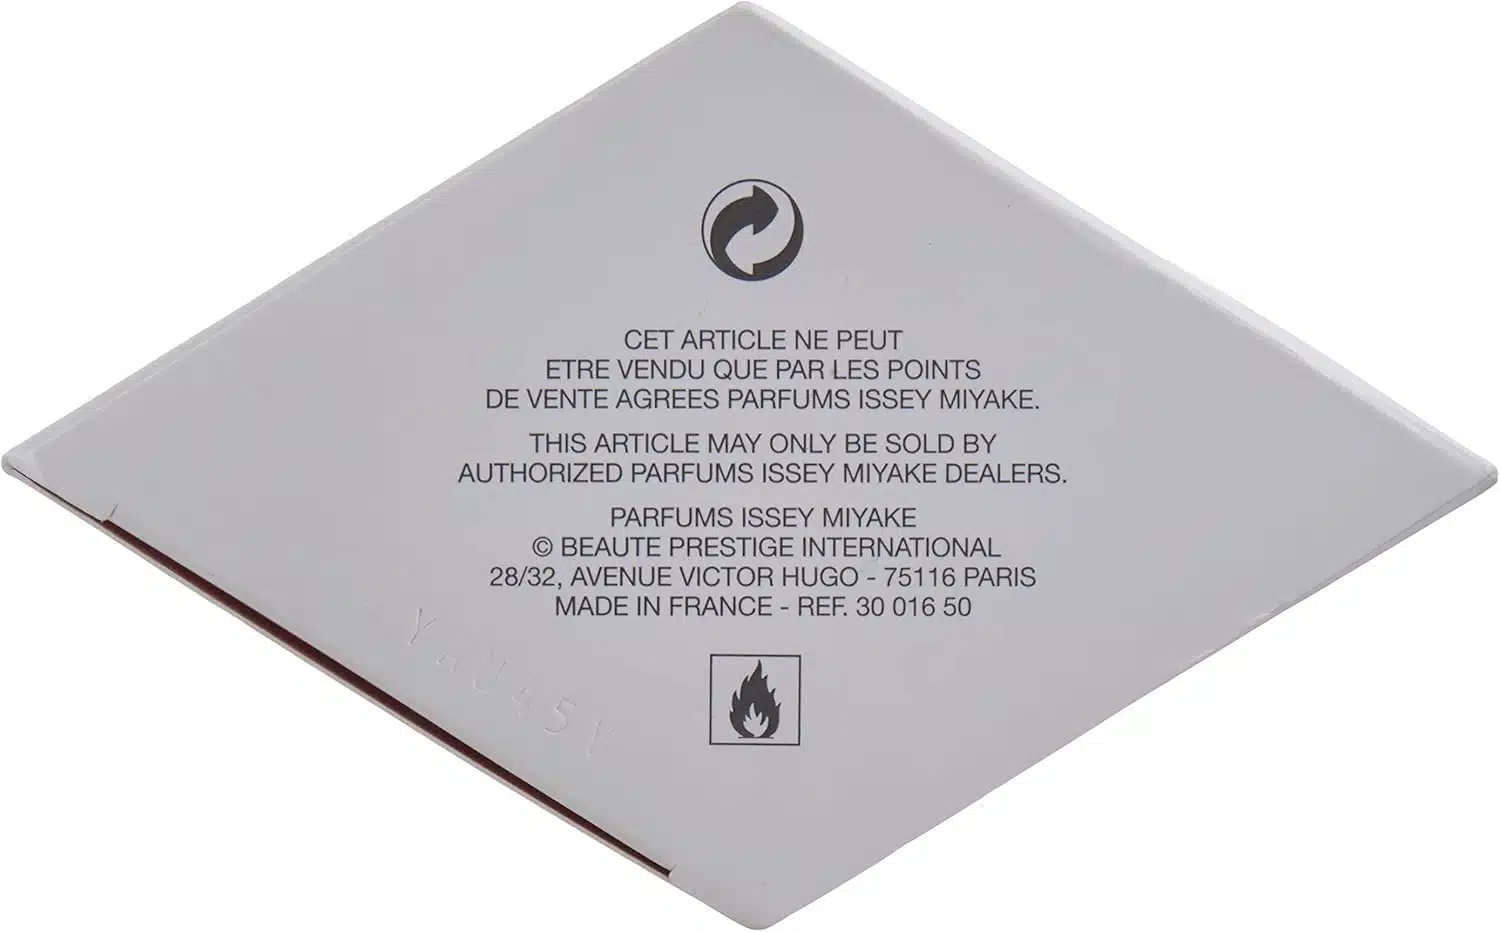 CET ARTICLE NE PEUT
ETRE VENDU QUE PAR LES POINTS
DE VENTE AGREES PARFUMS ISSEY MIYAKE.
THIS ARTICLE MAY ONLY BE SOLD BY
AUTHORIZED PARFUMS ISSEY MIYAKE DEALERS.
PARFUMS ISSEY MIYAKE
© BEAUTE PRESTIGE INTERNATIONAL
28/32, AVENUE VICTOR HUGO - 75116 PARIS
MADE IN FRANCE - REF. 30 016 50